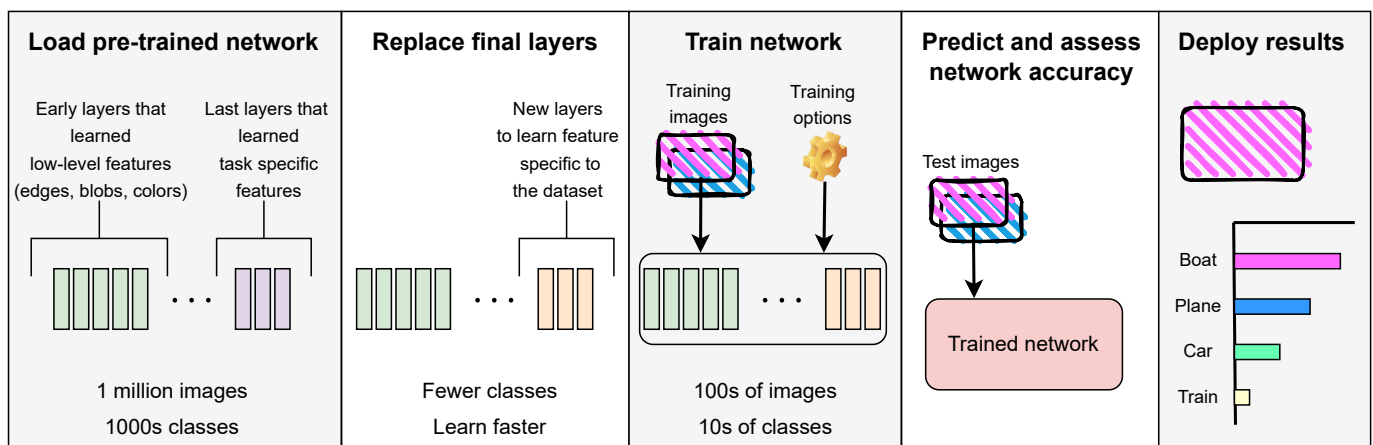 Load pre-trained network
Early layers that
learned
low-level features
(edges, blobs, colors)
Last layers that
learned
task specific
features
1 million images
1000s classes
Replace final layers
New layers
to learn feature
specific to
the dataset
Fewer classes
Learn faster
Train network
Training
images
Training
options
100s of images
10s of classes
Predict and assess
network accuracy
Test images
Trained network
Deploy results
Boat
Plane
Car
Train